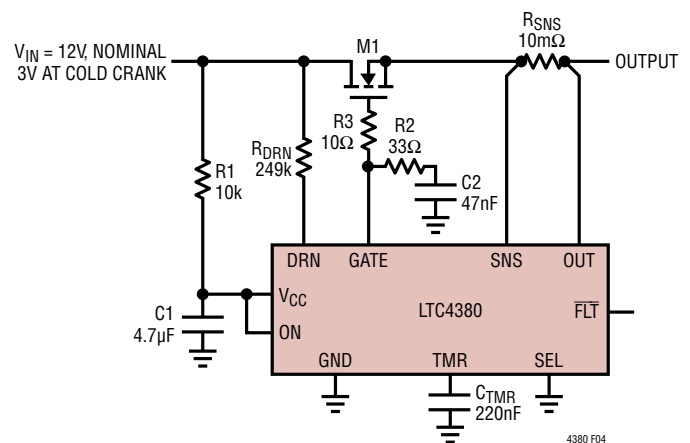 V_IN = 12V, NOMINAL
3V AT COLD CRANK
M1
R_SNS
10mΩ
OUTPUT
R3
10Ω
R2
33Ω
R_DRN
249k
R1
10k
C2
47nF
DRN
GATE
SNS
OUT
V_CC
C1
4.7µF
LTC4380
FLT
ON
GND
TMR
SEL
C_TMR
220nF
4380 F04